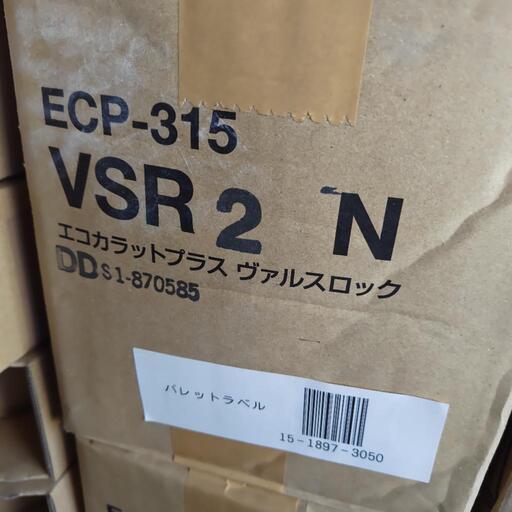 ECP-315
VSR 2 N
エコカラットプラス ヴァルスロック
DD S1-870585
パレットラベル
15-1897-3050